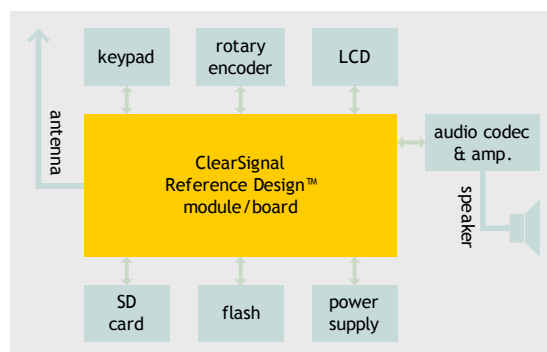 keypad
rotary
encoder
LCD
antenna
ClearSignal
Reference Design™
module/board
audio codec
& amp.
speaker
SD
card
flash
power
supply